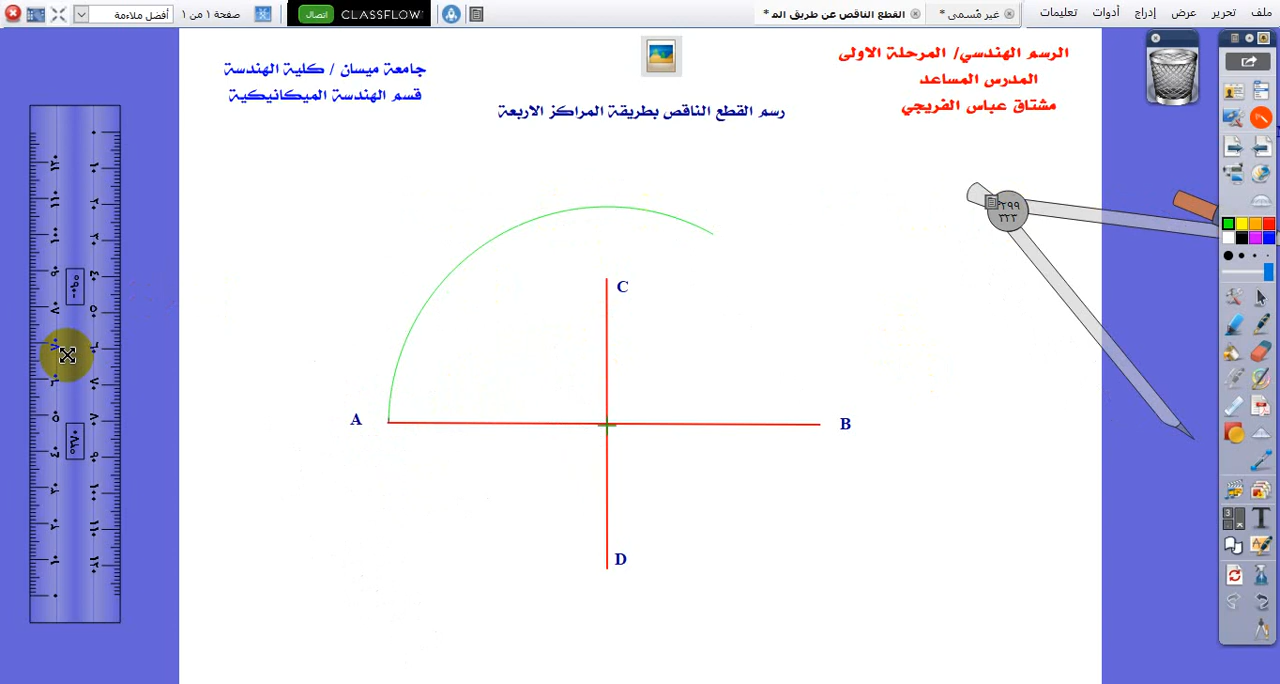 ملف تحرير عرض إدراج أدوات تعليمات
غير مُسمى *
القطع الناقص عن طريق الم *
CLASSFLOW
اتصال
صفحة ١ من ١
أفضل ملاءمة
الرسم الهندسي/ المرحلة الاولى
المدرس المساعد
مشتاق عباس الفريجي
جامعة ميسان / كلية الهندسة
قسم الهندسة الميكانيكية
رسم القطع الناقص بطريقة المراكز الاربعة
٢٩٩
٣٢٣
C
A
B
D